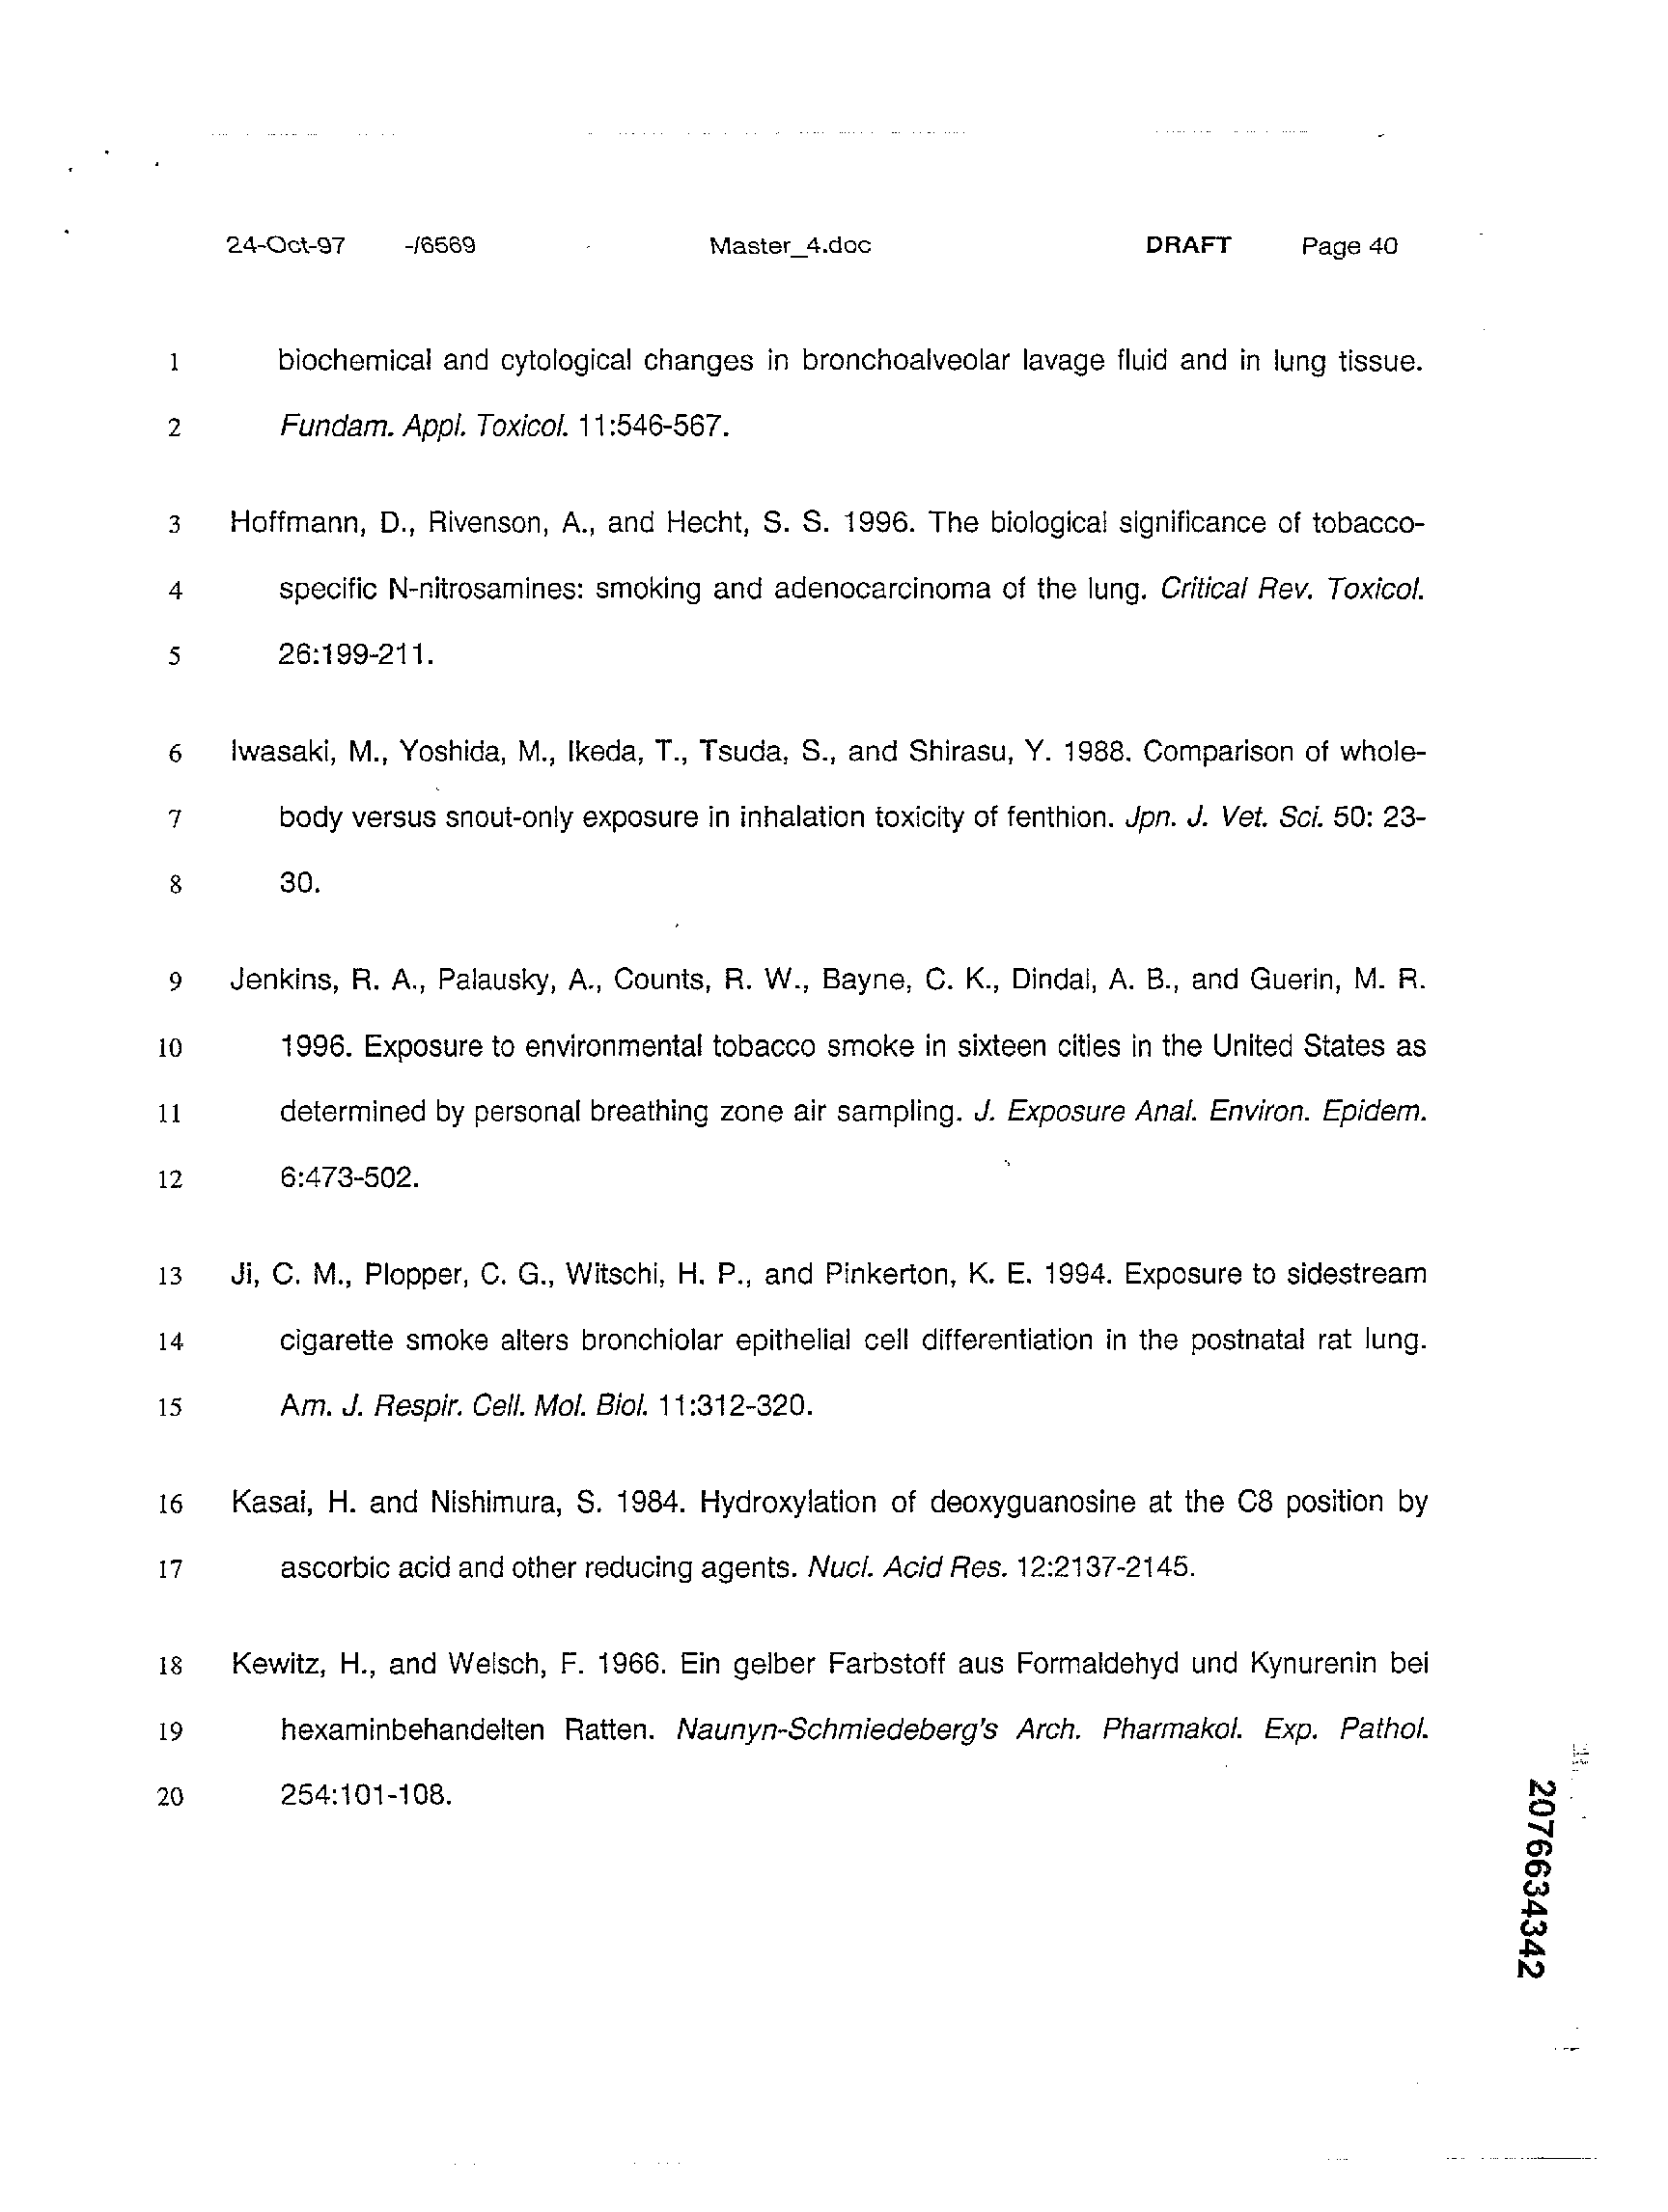 24-Oct-97 -/6569 Master_4.doc DRAFT Page 40
1 biochemical and cytological changes in bronchoalveolar lavage fluid and in lung tissue.
2 Fundam. Appl. Toxicol. 11:546-567.
3 Hoffmann, D., Rivenson, A., and Hecht, S. S. 1996. The biological significance of tobacco-
4 specific N-nitrosamines: smoking and adenocarcinoma of the lung. Critical Rev. Toxicol.
5 26:199-211.
6 Iwasaki, M., Yoshida, M., Ikeda, T., Tsuda, S., and Shirasu, Y. 1988. Comparison of whole-
7 body versus snout-only exposure in inhalation toxicity of fenthion. Jpn. J. Vet. Sci. 50: 23-
8 30.
9 Jenkins, R. A., Palausky, A., Counts, R. W., Bayne, C. K., Dindal, A. B., and Guerin, M. R.
10 1996. Exposure to environmental tobacco smoke in sixteen cities in the United States as
11 determined by personal breathing zone air sampling. J. Exposure Anal. Environ. Epidem.
12 6:473-502.
13 Ji, C. M., Plopper, C. G., Witschi, H. P., and Pinkerton, K. E. 1994. Exposure to sidestream
14 cigarette smoke alters bronchiolar epithelial cell differentiation in the postnatal rat lung.
15 Am. J. Respir. Cell. Mol. Biol. 11:312-320.
16 Kasai, H. and Nishimura, S. 1984. Hydroxylation of deoxyguanosine at the C8 position by
17 ascorbic acid and other reducing agents. Nucl. Acid Res. 12:2137-2145.
18 Kewitz, H., and Welsch, F. 1966. Ein gelber Farbstoff aus Formaldehyd und Kynurenin bei
19 hexaminbehandelten Ratten. Naunyn-Schmiedeberg's Arch. Pharmakol. Exp. Pathol.
20 254:101-108.
2076634342